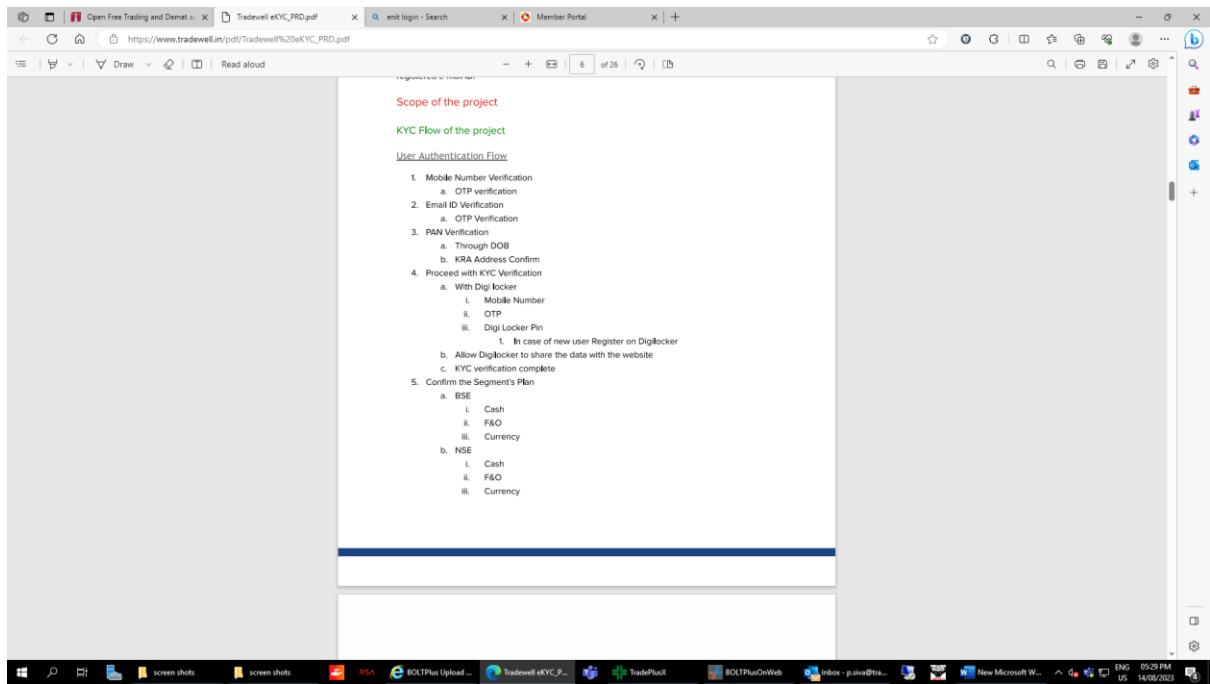 Open Free Trading and Demat a
Tradewell eKYC_PRD.pdf
enit login - Search
Member Portal
https://www.tradewell.in/pdf/Tradewell%20eKYC_PRD.pdf
Draw
Read aloud
6 of 26
registered e-mail ID.
Scope of the project
KYC Flow of the project
User Authentication Flow
1. Mobile Number Verification
a. OTP verification
2. Email ID Verification
a. OTP Verification
3. PAN Verification
a. Through DOB
b. KRA Address Confirm
4. Proceed with KYC Verification
a. With Digi locker
i. Mobile Number
ii. OTP
iii. Digi Locker Pin
1. In case of new user Register on Digilocker
b. Allow Digilocker to share the data with the website
c. KYC verification complete
5. Confirm the Segment's Plan
a. BSE
i. Cash
ii. F&O
iii. Currency
b. NSE
i. Cash
ii. F&O
iii. Currency
screen shots
screen shots
RSA
BOLTPlus Upload ...
Tradewell eKYC_P...
TradePlusX
BOLTPlusOnWeb
Inbox - p.siva@tra...
New Microsoft W...
ENG
US
05:29 PM
14/08/2023